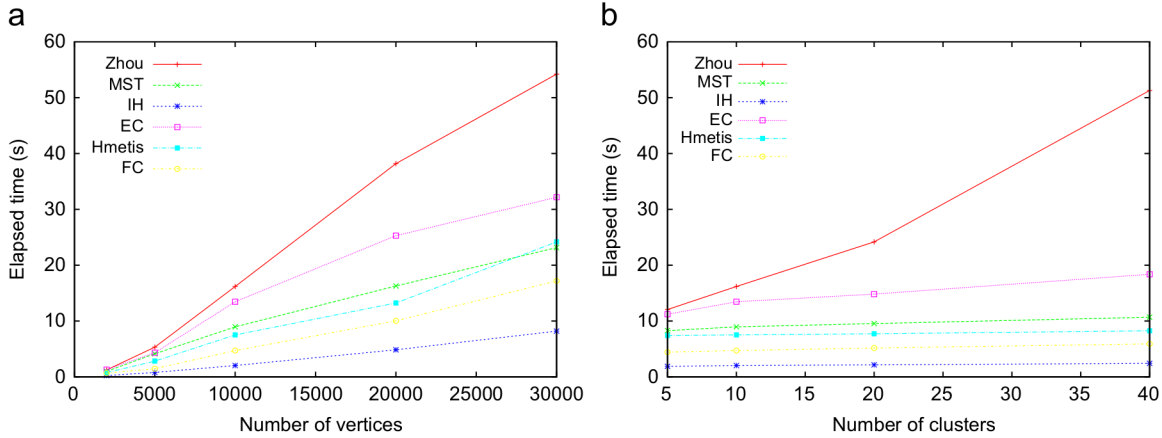 a
60
50
40
30
20
10
0
Elapsed time (s)
Zhou
MST
IH
EC
Hmetis
FC
0 5000 10000 15000 20000 25000 30000
Number of vertices
b
60
50
40
30
20
10
0
Elapsed time (s)
Zhou
MST
IH
EC
Hmetis
FC
5 10 15 20 25 30 35 40
Number of clusters